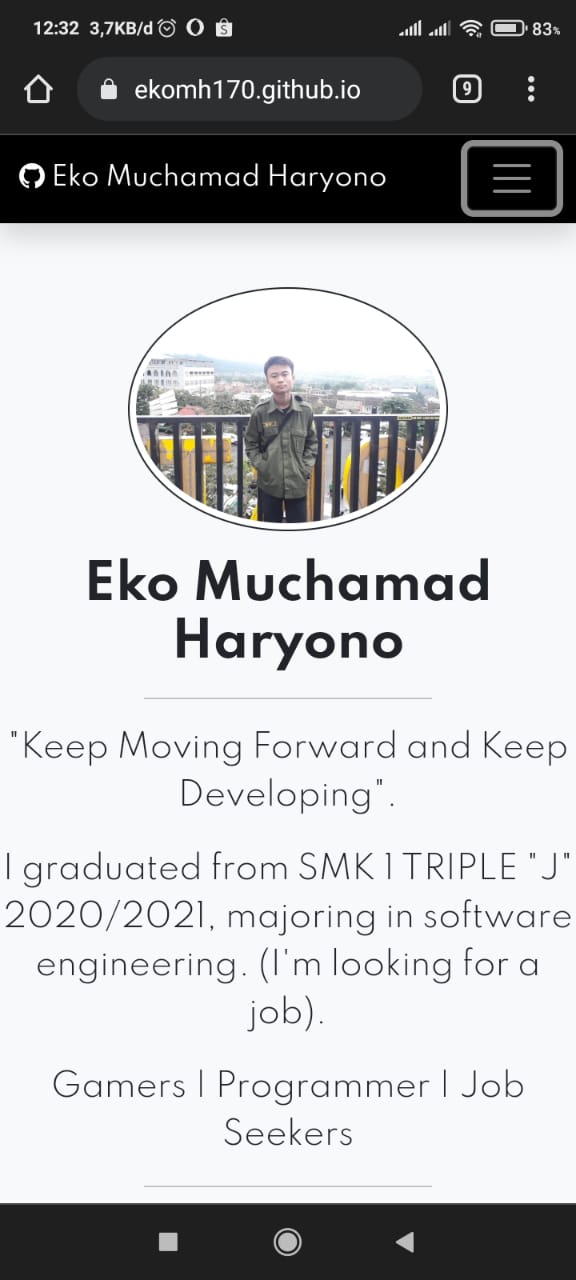 12:32 3,7KB/d 83%
ekomh170.github.io 9
Eko Muchamad Haryono
Eko Muchamad
Haryono
"Keep Moving Forward and Keep
Developing".
I graduated from SMK 1 TRIPLE "J"
2020/2021, majoring in software
engineering. (I'm looking for a
job).
Gamers | Programmer | Job
Seekers